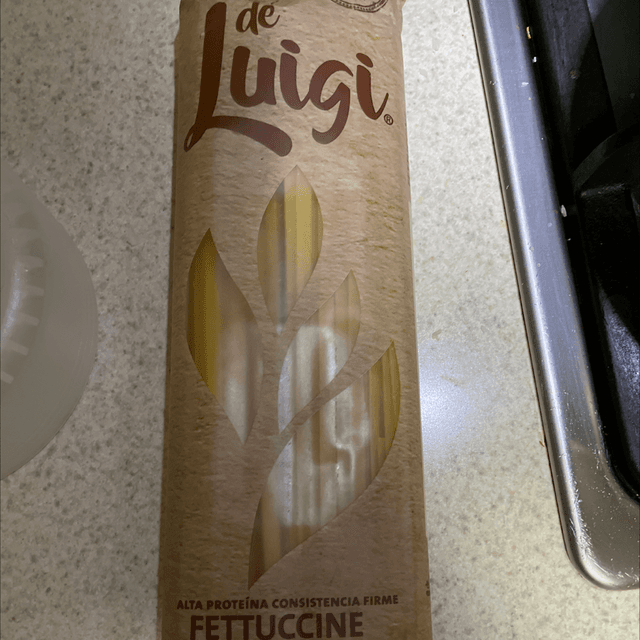 de
Luigi®
ALTA PROTEÍNA CONSISTENCIA FIRME
FETTUCCINE